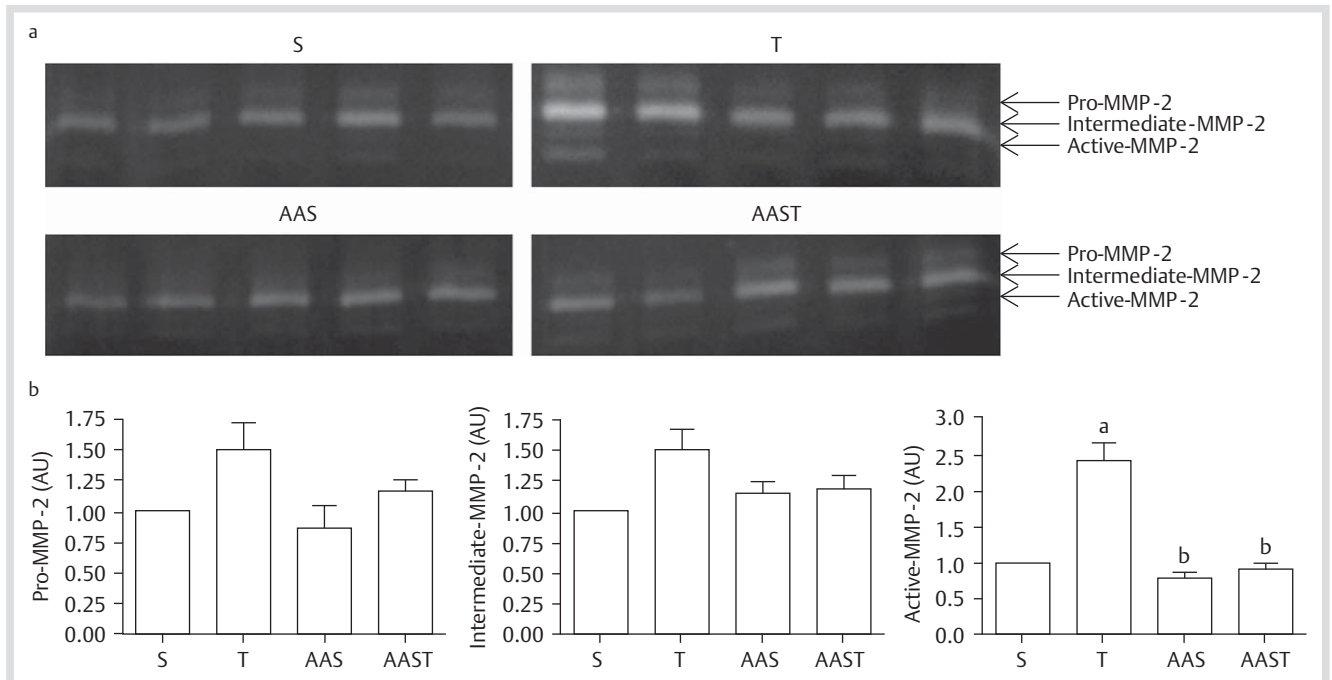 a
S T
Pro-MMP-2
Intermediate-MMP-2
Active-MMP-2
AAS AAST
Pro-MMP-2
Intermediate-MMP-2
Active-MMP-2
b
Pro-MMP-2 (AU)
1.75
1.50
1.25
1.00
0.75
0.50
0.25
0.00
S T AAS AAST
Intermediate-MMP-2 (AU)
1.75
1.50
1.25
1.00
0.75
0.50
0.25
0.00
S T AAS AAST
Active-MMP-2 (AU)
3.0
2.5
2.0
1.5
1.0
0.5
0.0
a
b b
S T AAS AAST